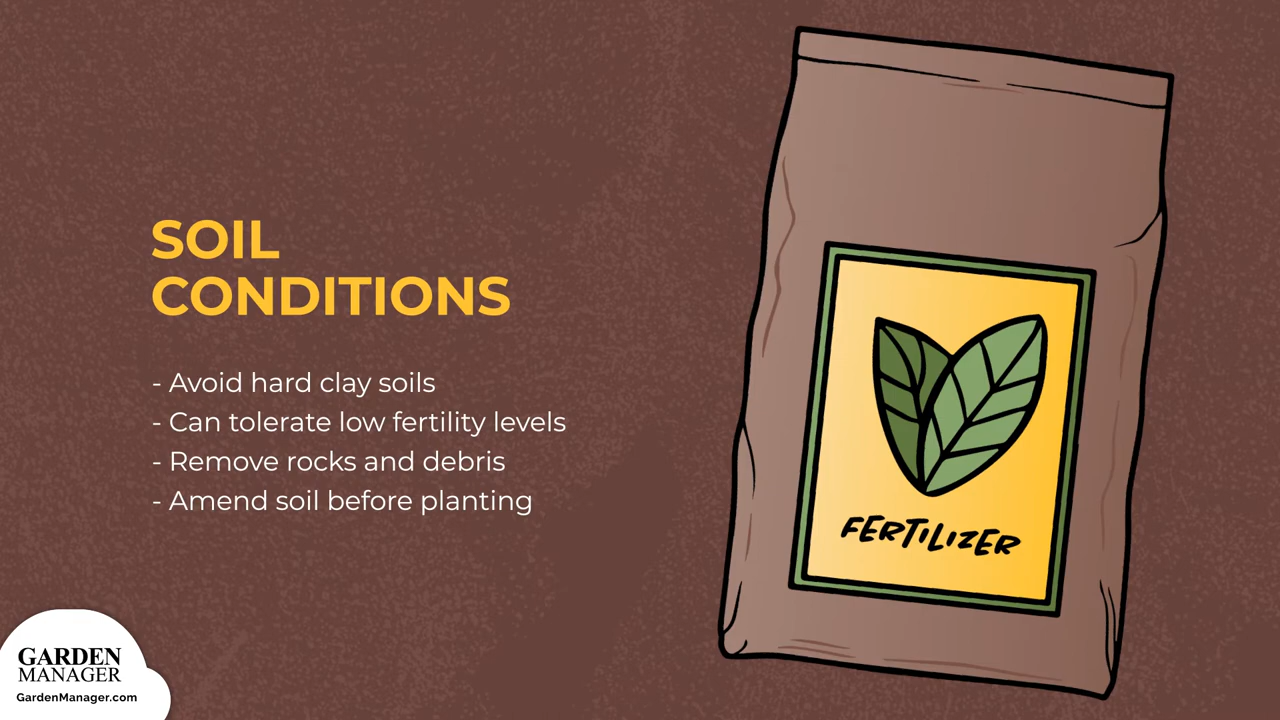 SOIL
CONDITIONS
- Avoid hard clay soils
- Can tolerate low fertility levels
- Remove rocks and debris
- Amend soil before planting
FERTILIZER
GARDEN
MANAGER
GardenManager.com